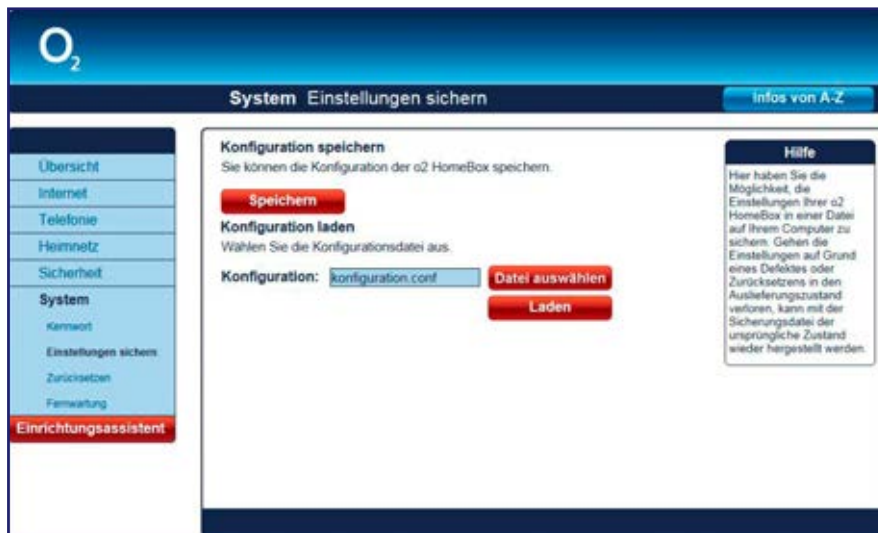 O2
System Einstellungen sichern
Infos von A-Z
Übersicht
Internet
Telefonie
Heimnetz
Sicherheit
System
Kennwort
Einstellungen sichern
Zurücksetzen
Fernwartung
Einrichtungsassistent
Konfiguration speichern
Sie können die Konfiguration der o2 HomeBox speichern.
Speichern
Konfiguration laden
Wählen Sie die Konfigurationsdatei aus.
Konfiguration: konfiguration.conf Datei auswählen
Laden
Hilfe
Hier haben Sie die
Möglichkeit, die
Einstellungen Ihrer o2
HomeBox in einer Datei
auf Ihrem Computer zu
sichern. Gehen die
Einstellungen auf Grund
eines Defektes oder
Zurücksetzens in den
Auslieferungszustand
verloren, kann mit der
Sicherungsdatei der
ursprüngliche Zustand
wieder hergestellt werden.